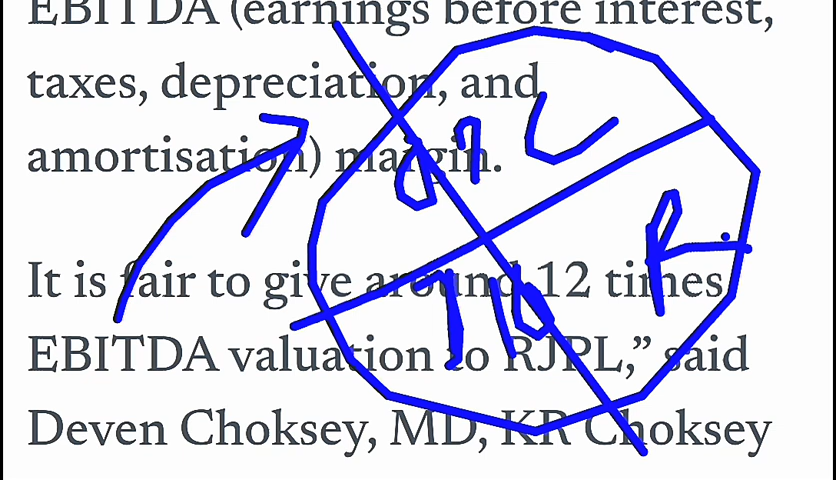 EBITDA (earnings before interest,
taxes, depreciation, and
amortisation) margin.
It is fair to give around 12 times
EBITDA valuation to RJPL,” said
Deven Choksey, MD, KR Choksey